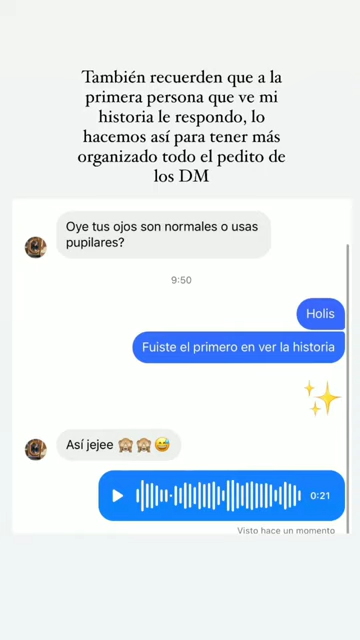 También recuerden que a la
primera persona que ve mi
historia le respondo, lo
hacemos así para tener más
organizado todo el pedito de
los DM
Oye tus ojos son normales o usas
pupilares?
9:50
Holis
Fuiste el primero en ver la historia
✨
Así jejee 🙈🙈😅
0:21
Visto hace un momento